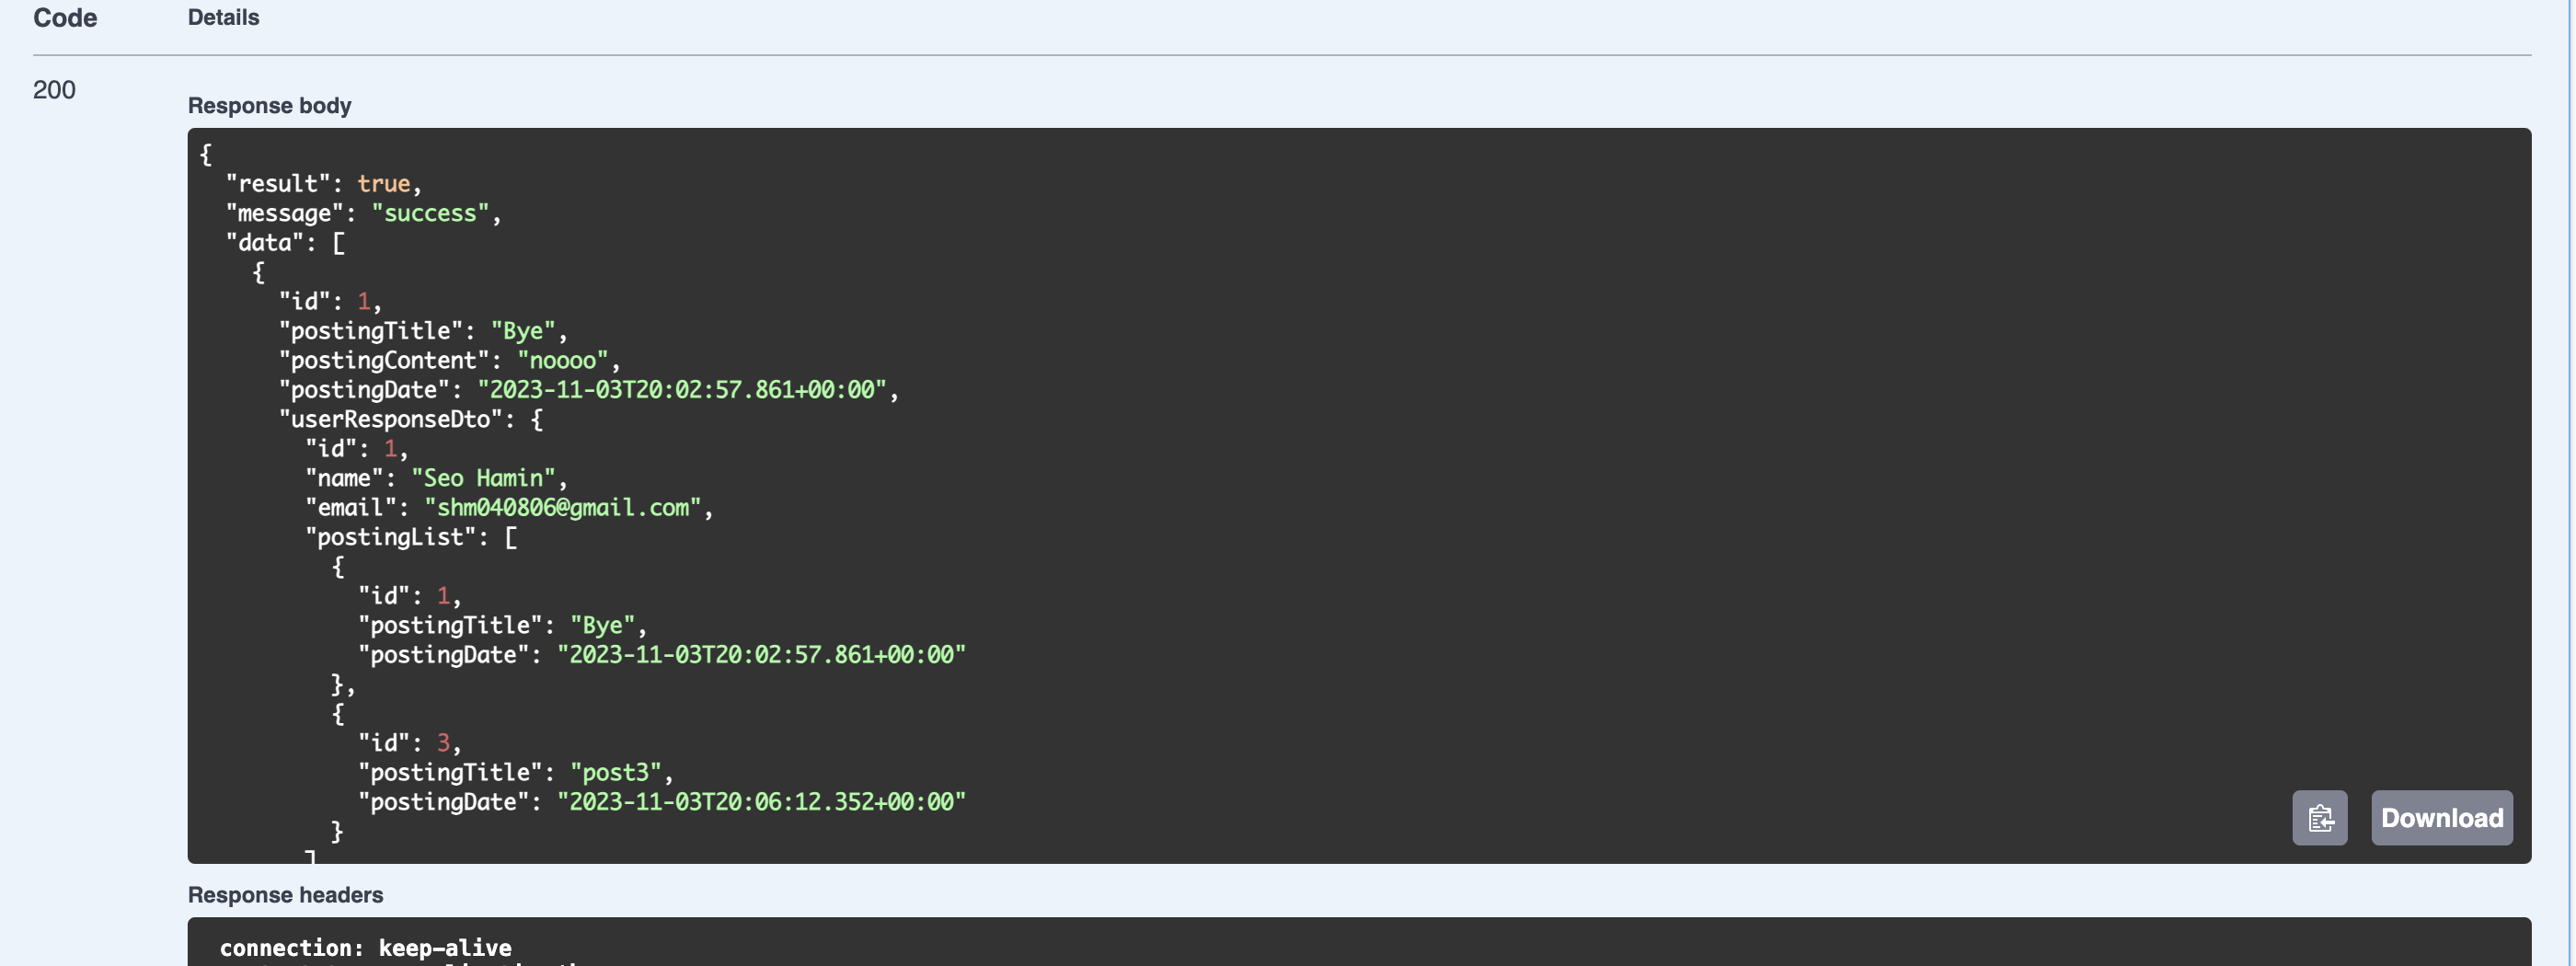 Code Details
200
Response body
{
  "result": true,
  "message": "success",
  "data": [
    {
      "id": 1,
      "postingTitle": "Bye",
      "postingContent": "noooo",
      "postingDate": "2023-11-03T20:02:57.861+00:00",
      "userResponseDto": {
        "id": 1,
        "name": "Seo Hamin",
        "email": "shm040806@gmail.com",
        "postingList": [
          {
            "id": 1,
            "postingTitle": "Bye",
            "postingDate": "2023-11-03T20:02:57.861+00:00"
          },
          {
            "id": 3,
            "postingTitle": "post3",
            "postingDate": "2023-11-03T20:06:12.352+00:00"
          }
        ]
Download
Response headers
connection: keep-alive